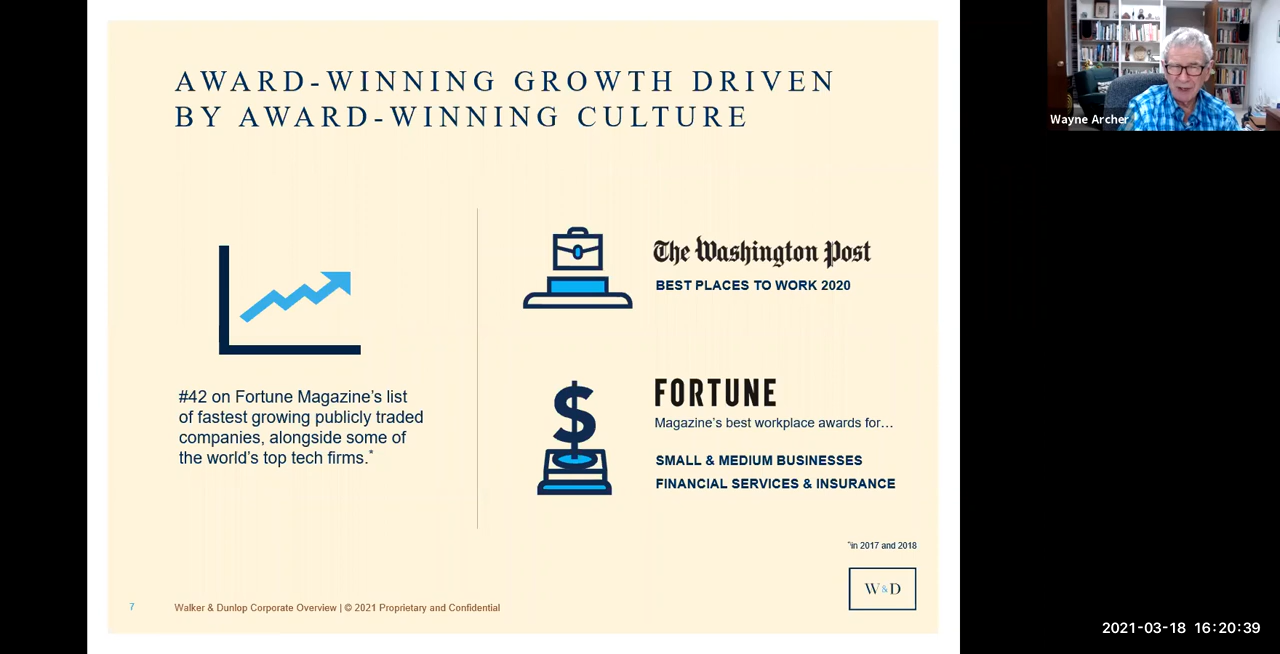 AWARD-WINNING GROWTH DRIVEN
BY AWARD-WINNING CULTURE
#42 on Fortune Magazine's list
of fastest growing publicly traded
companies, alongside some of
the world's top tech firms.*
The Washington Post
BEST PLACES TO WORK 2020
$
FORTUNE
Magazine's best workplace awards for…
SMALL & MEDIUM BUSINESSES
FINANCIAL SERVICES & INSURANCE
*in 2017 and 2018
W&D
7
Walker & Dunlop Corporate Overview | © 2021 Proprietary and Confidential
Wayne Archer
2021-03-18 16:20:39